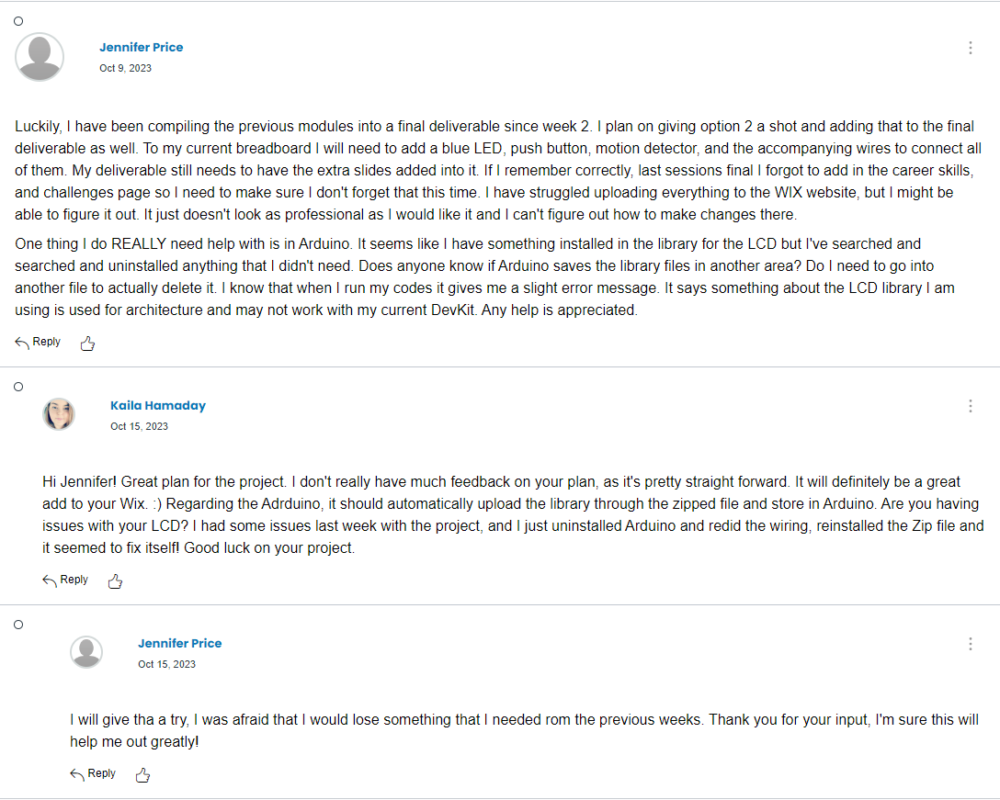 Jennifer Price
Oct 9, 2023
Luckily, I have been compiling the previous modules into a final deliverable since week 2. I plan on giving option 2 a shot and adding that to the final
deliverable as well. To my current breadboard I will need to add a blue LED, push button, motion detector, and the accompanying wires to connect all
of them. My deliverable still needs to have the extra slides added into it. If I remember correctly, last sessions final I forgot to add in the career skills,
and challenges page so I need to make sure I don't forget that this time. I have struggled uploading everything to the WIX website, but I might be
able to figure it out. It just doesn't look as professional as I would like it and I can't figure out how to make changes there.
One thing I do REALLY need help with is in Arduino. It seems like I have something installed in the library for the LCD but I've searched and
searched and uninstalled anything that I didn't need. Does anyone know if Arduino saves the library files in another area? Do I need to go into
another file to actually delete it. I know that when I run my codes it gives me a slight error message. It says something about the LCD library I am
using is used for architecture and may not work with my current DevKit. Any help is appreciated.
Reply
Kaila Hamaday
Oct 15, 2023
Hi Jennifer! Great plan for the project. I don't really have much feedback on your plan, as it's pretty straight forward. It will definitely be a great
add to your Wix. :) Regarding the Adrduino, it should automatically upload the library through the zipped file and store in Arduino. Are you having
issues with your LCD? I had some issues last week with the project, and I just uninstalled Arduino and redid the wiring, reinstalled the Zip file and
it seemed to fix itself! Good luck on your project.
Reply
Jennifer Price
Oct 15, 2023
I will give tha a try, I was afraid that I would lose something that I needed rom the previous weeks. Thank you for your input, I'm sure this will
help me out greatly!
Reply